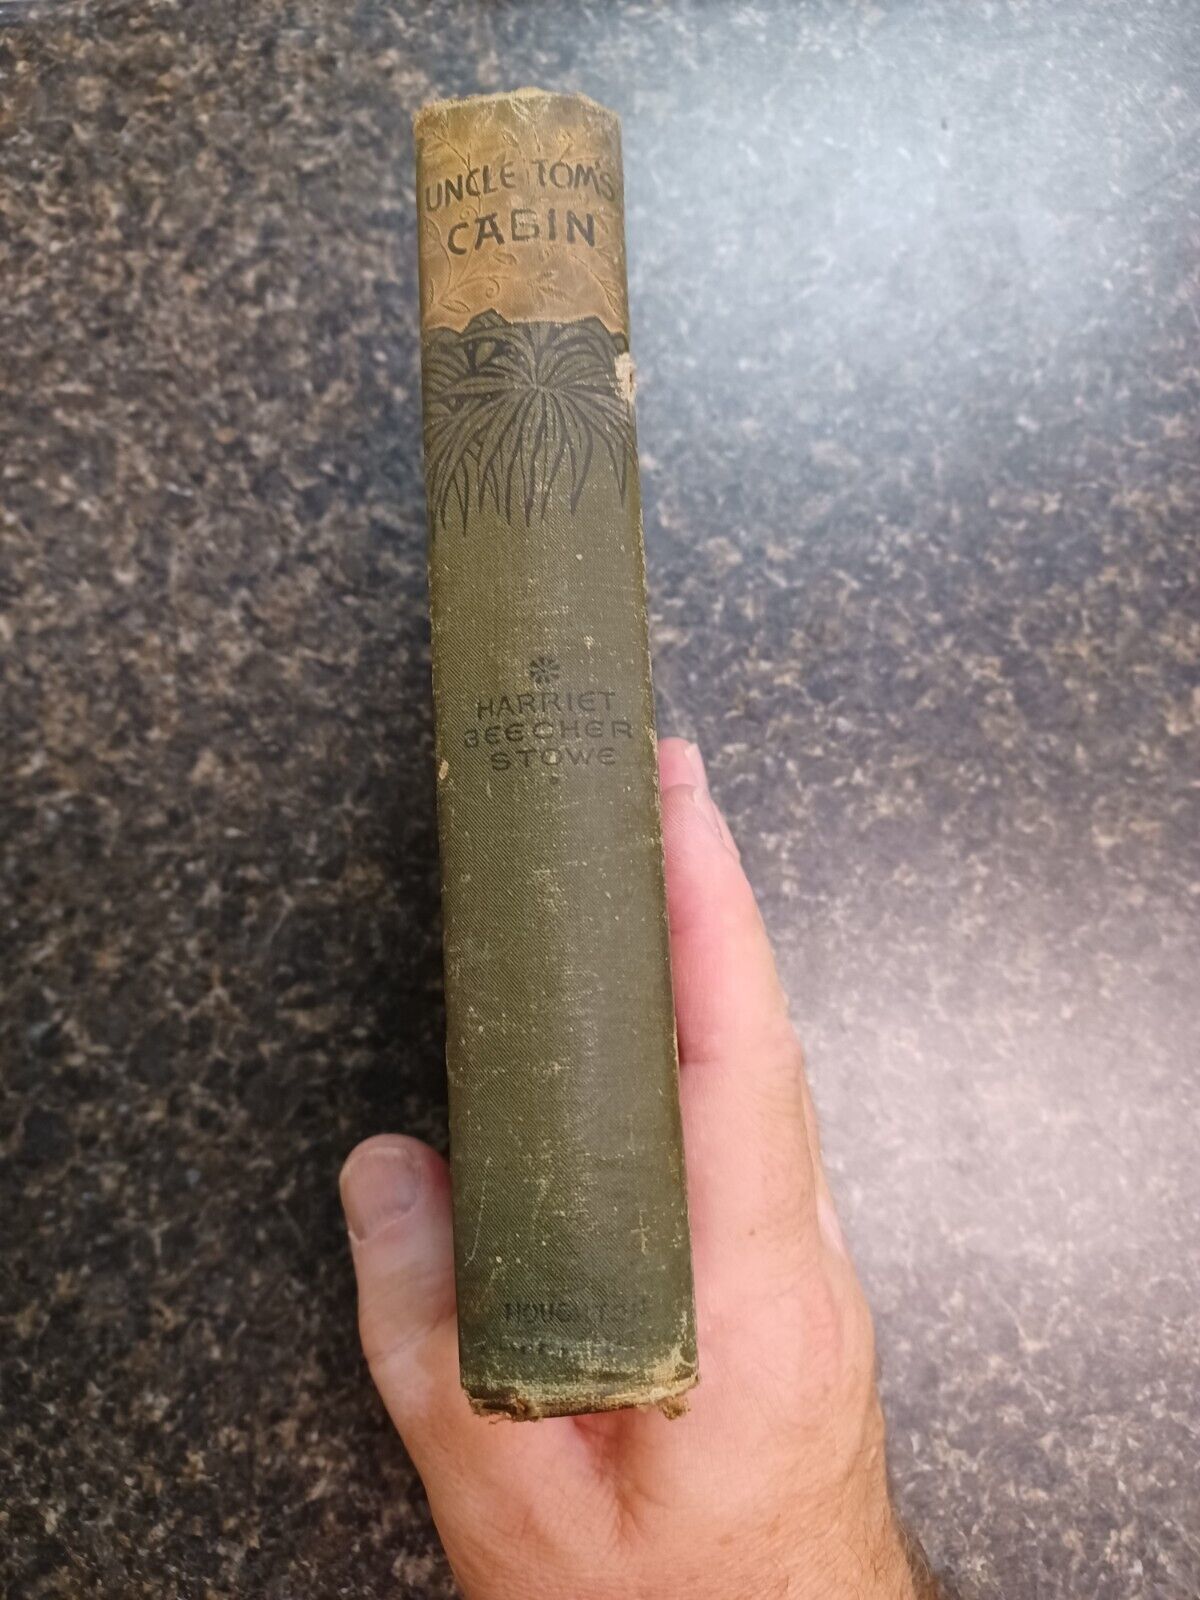 UNCLE TOM'S
CABIN
HARRIET
BEECHER
STOWE
HOUGHTON